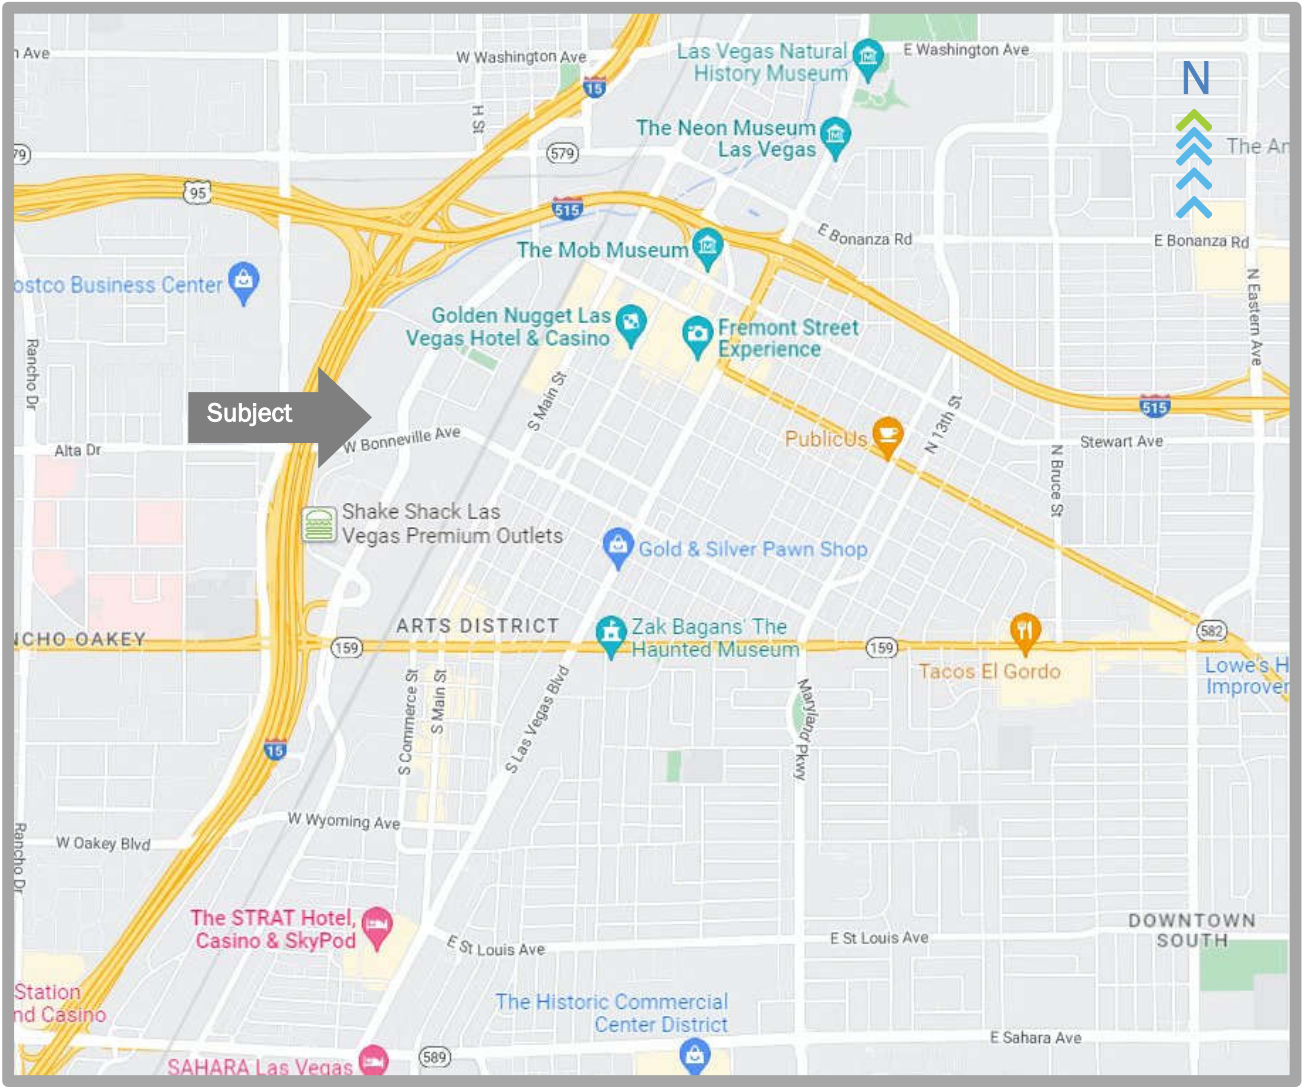 n Ave
W Washington Ave
Las Vegas Natural
History Museum
E Washington Ave
N
15
H St
The Neon Museum
Las Vegas
The An
79
579
95
515
The Mob Museum
E Bonanza Rd
E Bonanza Rd
ostco Business Center
N Eastern Ave
Golden Nugget Las
Vegas Hotel & Casino
Fremont Street
Experience
Rancho Dr
S Main St
Subject
515
N 13th St
PublicUs
W Bonneville Ave
Alta Dr
Stewart Ave
N Bruce St
Shake Shack Las
Vegas Premium Outlets
Gold & Silver Pawn Shop
NCHO OAKEY
ARTS DISTRICT
Zak Bagans' The
Haunted Museum
159
159
582
Tacos El Gordo
Lowe's H
Improver
S Commerce St
S Main St
S Las Vegas Blvd
Maryland Pkwy
15
W Wyoming Ave
W Oakey Blvd
Rancho Dr
The STRAT Hotel,
Casino & SkyPod
E St Louis Ave
E St Louis Ave
DOWNTOWN
SOUTH
Station
nd Casino
The Historic Commercial
Center District
E Sahara Ave
SAHARA Las Vegas
589